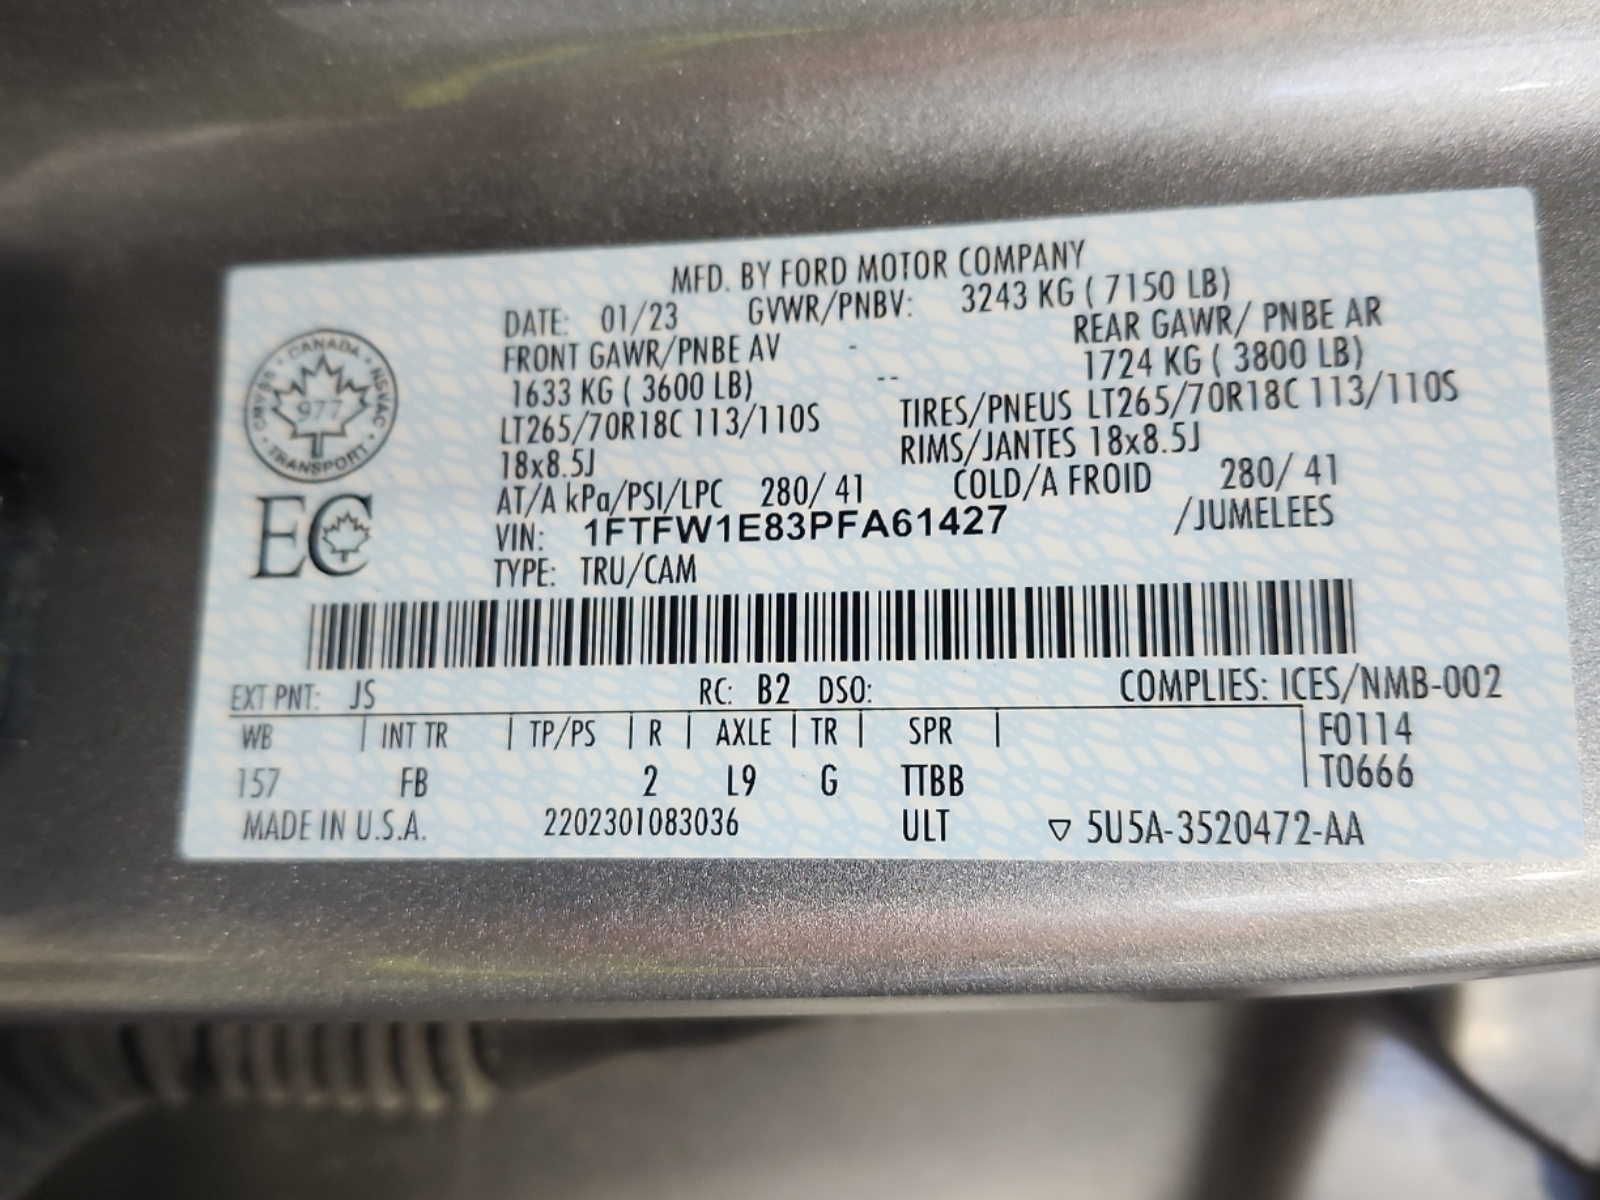 MFD. BY FORD MOTOR COMPANY
DATE: 01/23 GVWR/PNBV: 3243 KG ( 7150 LB)
FRONT GAWR/PNBE AV - REAR GAWR/ PNBE AR
1633 KG ( 3600 LB) -- 1724 KG ( 3800 LB)
LT265/70R18C 113/110S TIRES/PNEUS LT265/70R18C 113/110S
18x8.5J RIMS/JANTES 18x8.5J
AT/A kPa/PSI/LPC 280/ 41 COLD/A FROID 280/ 41
VIN: 1FTFW1E83PFA61427 /JUMELEES
TYPE: TRU/CAM
CANADA
CMVSS NSVAC
977
TRANSPORT
EC
EXT PNT: JS RC: B2 DSO: COMPLIES: ICES/NMB-002
WB | INT TR | TP/PS | R | AXLE | TR | SPR | F0114
157 FB 2 L9 G TTBB T0666
MADE IN U.S.A. 2202301083036 ULT ▽ 5U5A-3520472-AA